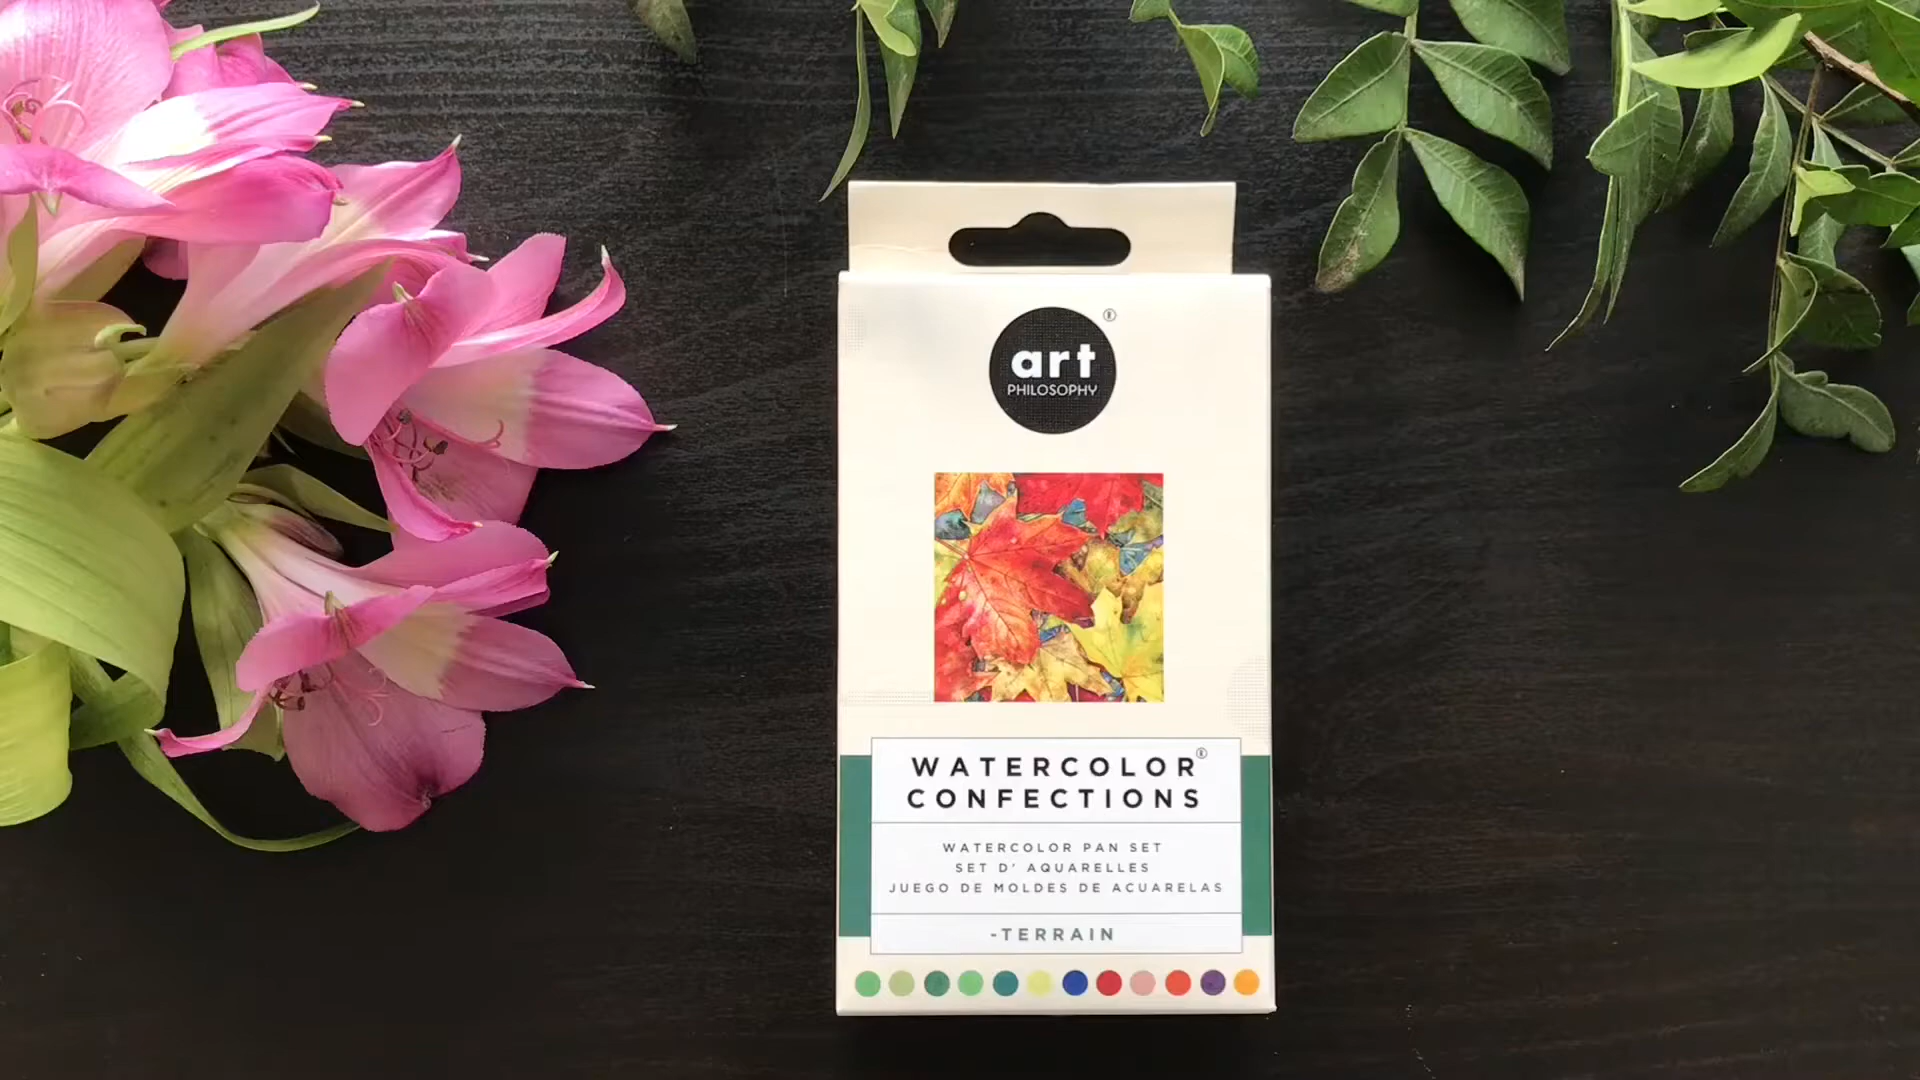 ®
art
PHILOSOPHY
WATERCOLOR®
CONFECTIONS
WATERCOLOR PAN SET
SET D' AQUARELLES
JUEGO DE MOLDES DE ACUARELAS
-TERRAIN